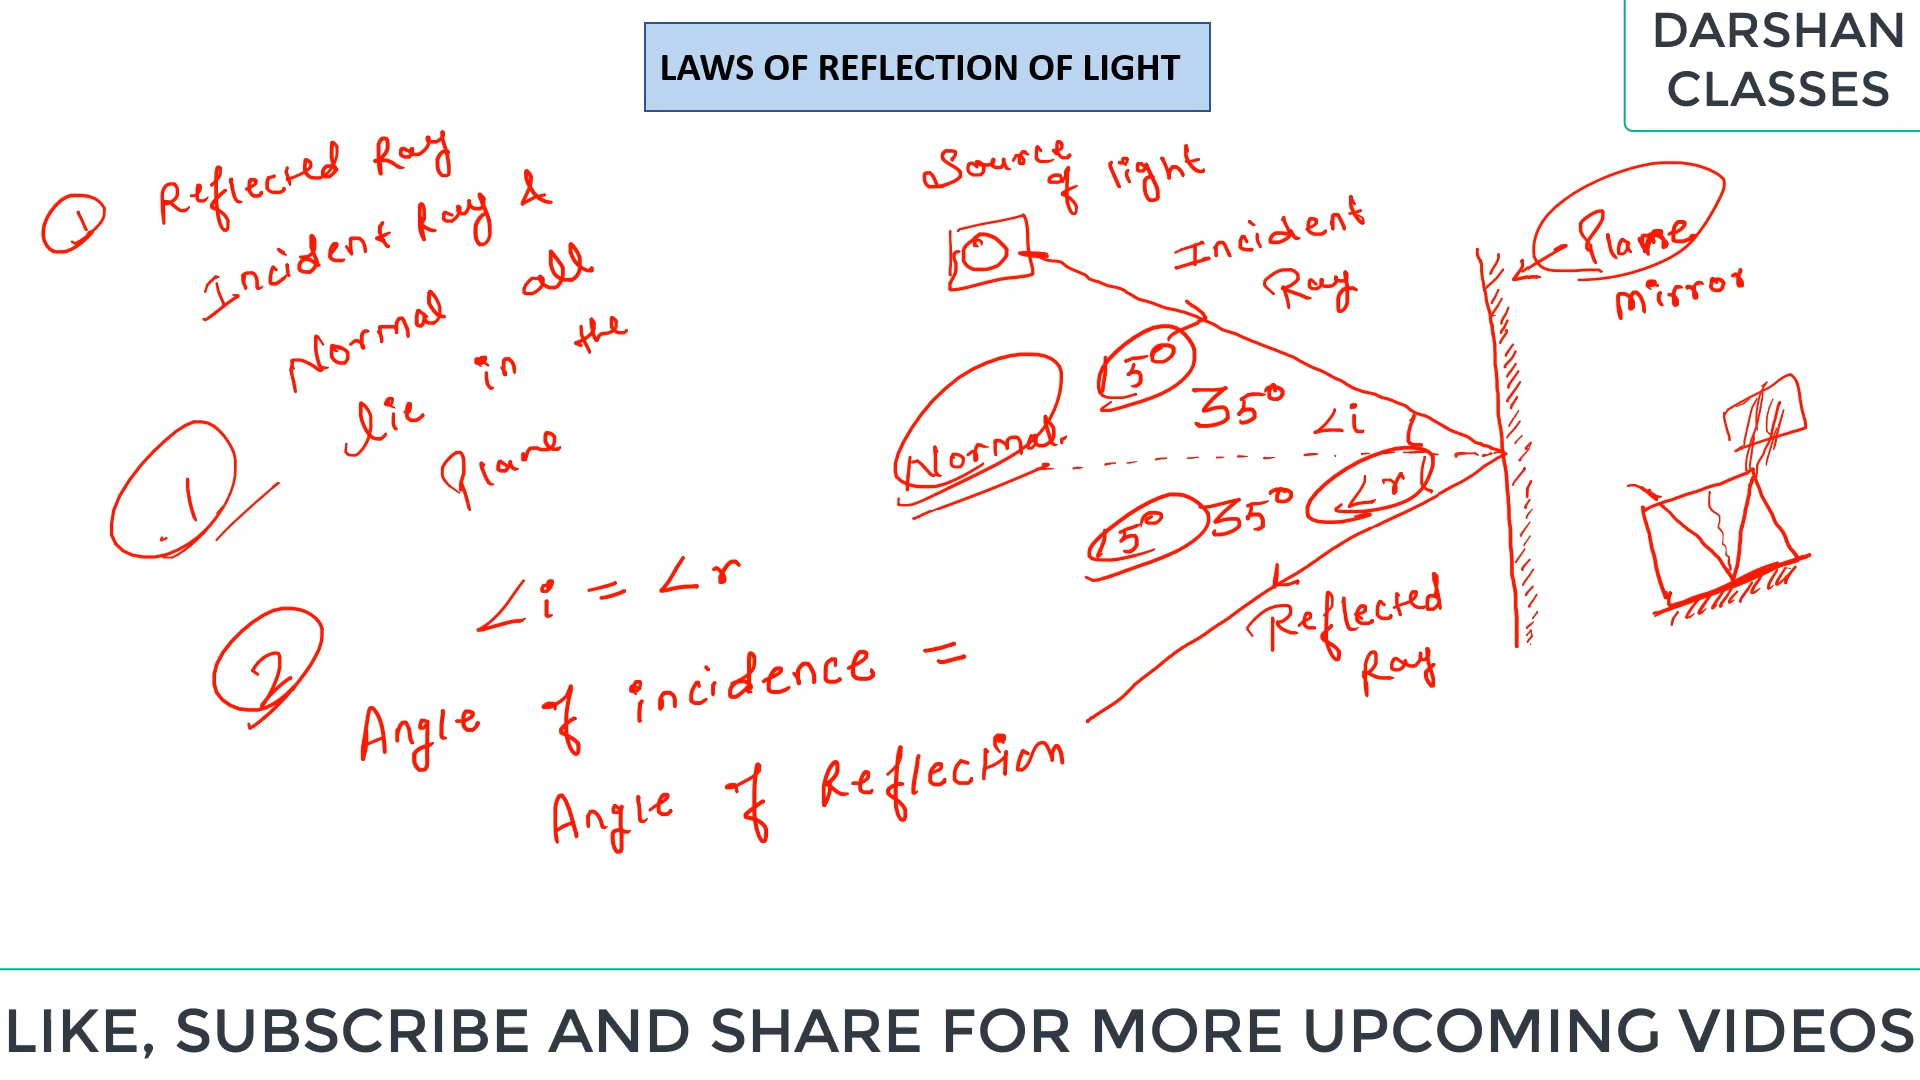 LAWS OF REFLECTION OF LIGHT
DARSHAN
CLASSES
① Reflected Ray
Incident Ray &
Normal all
lie in the
Plane
1
∠i = ∠r
2
Angle of incidence =
Angle of Reflection
Source
of light
Incident
Ray
Plane
mirror
15°
35° ∠i
Normal
15° 35° ∠r
Reflected
Ray
LIKE, SUBSCRIBE AND SHARE FOR MORE UPCOMING VIDEOS